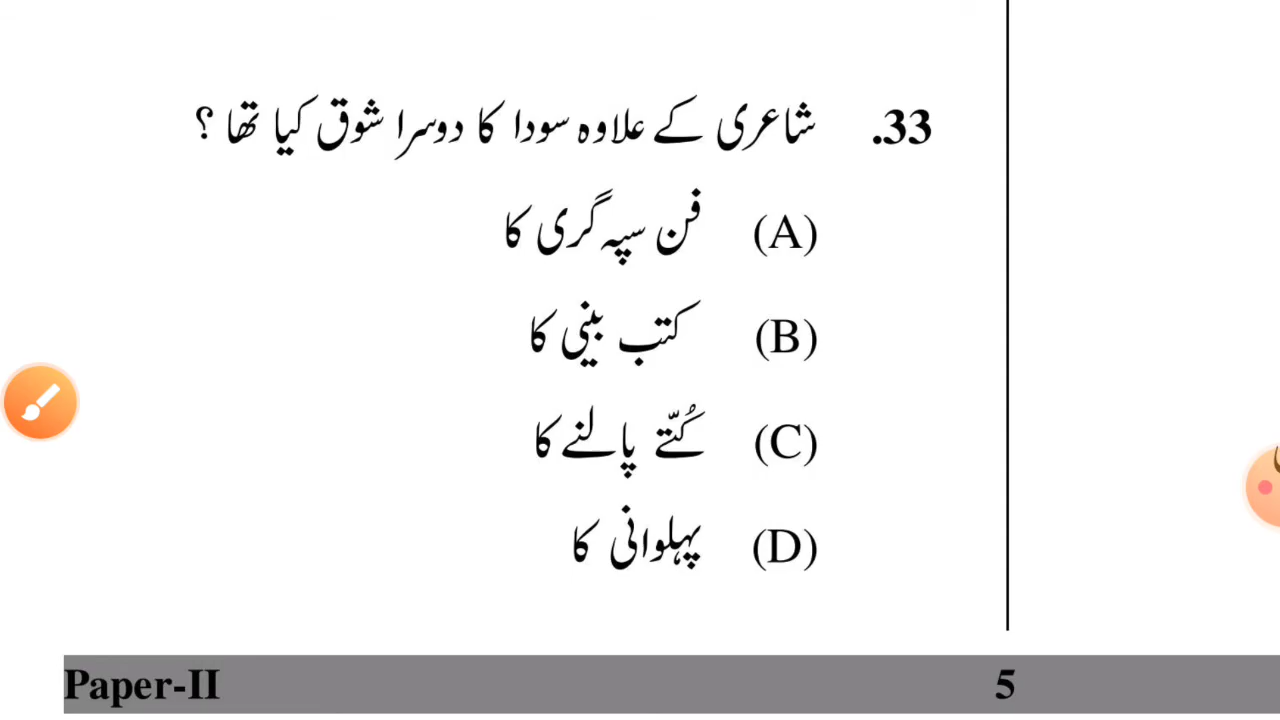 33. شاعری کے علاوہ سودا کا دوسرا شوق کیا تھا ؟
(A) فن سپہ گری کا
(B) کتب بینی کا
(C) کُتّے پالنے کا
(D) پہلوانی کا
Paper-II 5